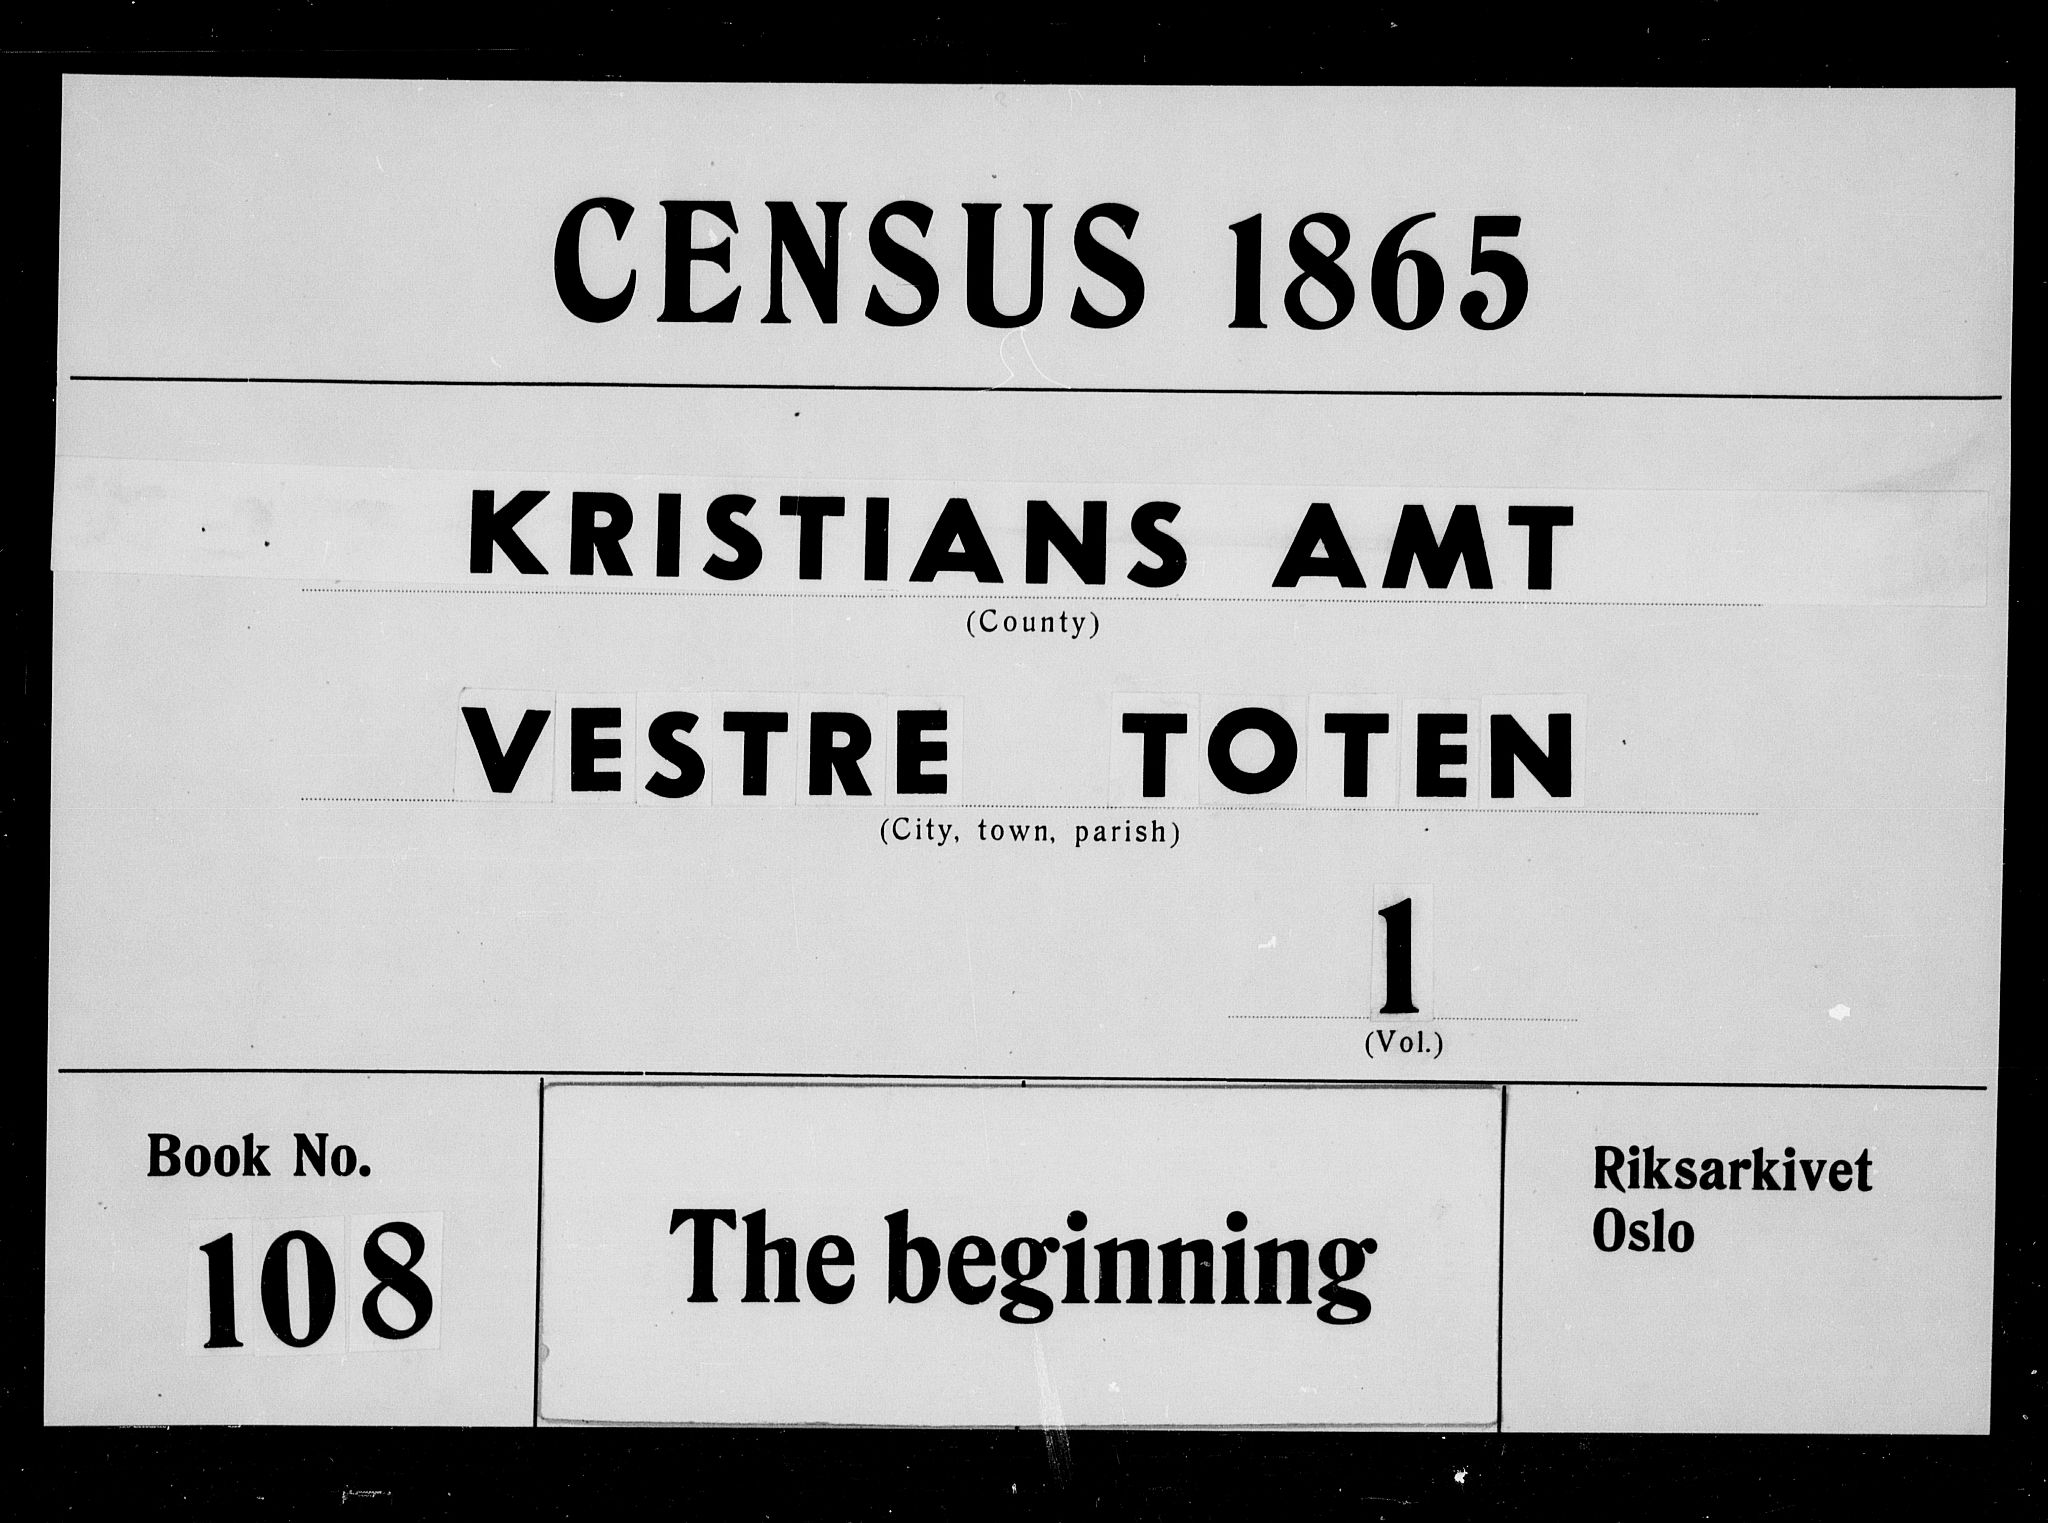 CENSUS 1865
KRISTIANS AMT
(County)
VESTRE TOTEN
(City, town, parish)
1
(Vol.)
Book No.
108
The beginning
Riksarkivet
Oslo